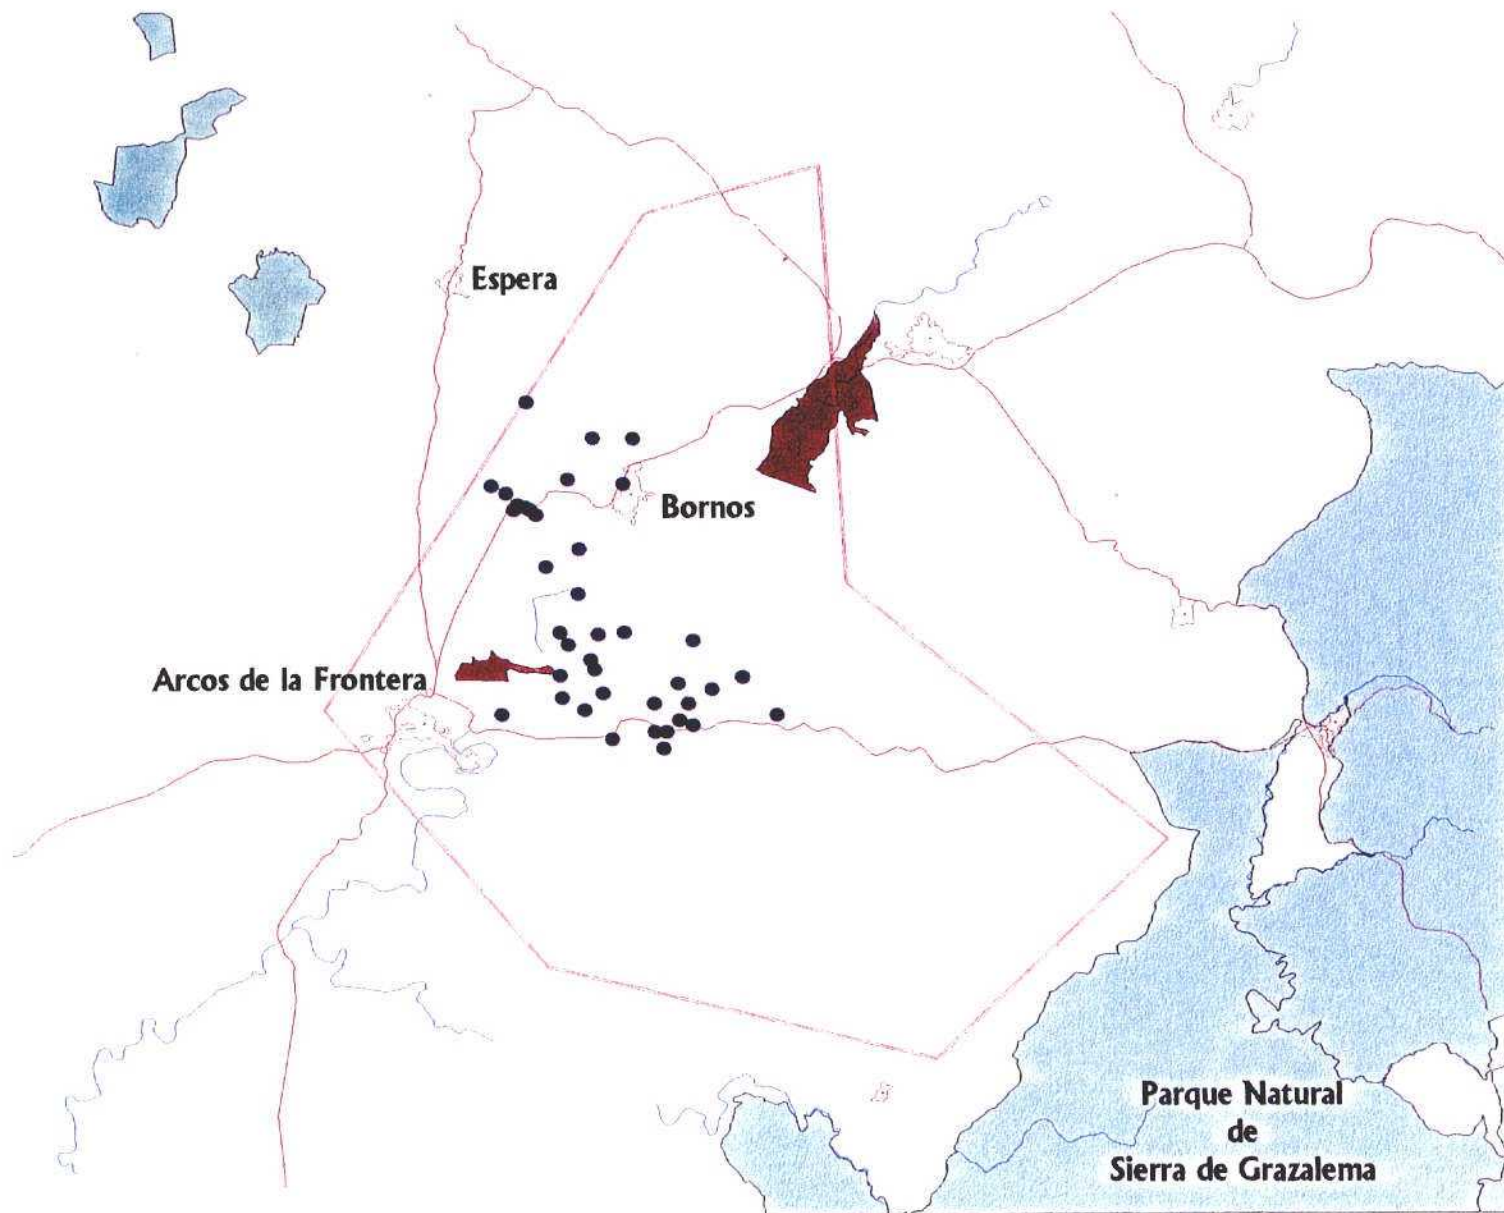 Espera
Bornos
Arcos de la Frontera
Parque Natural
de
Sierra de Grazalema